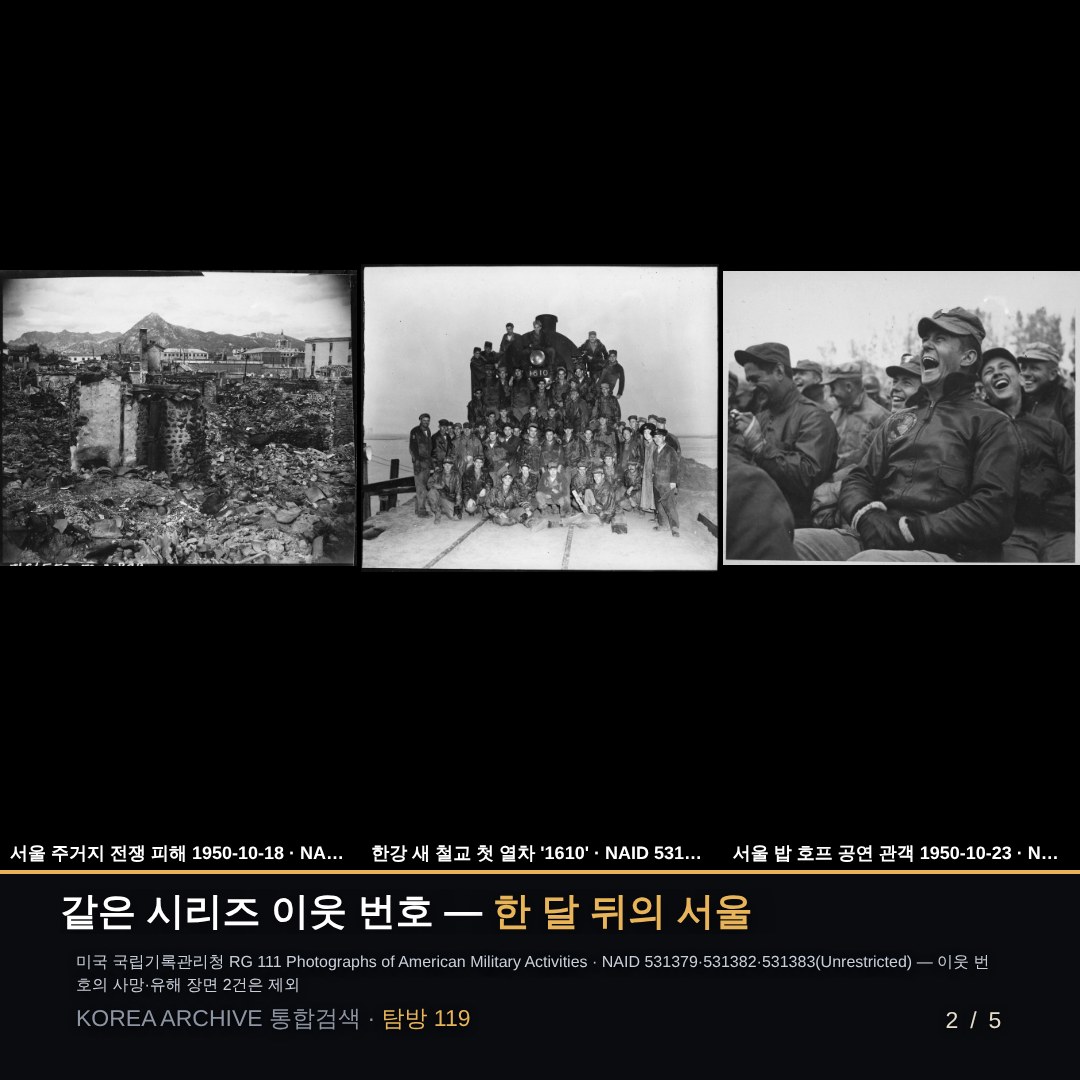 1610
서울 주거지 전쟁 피해 1950-10-18 · NA…
한강 새 철교 첫 열차 '1610' · NAID 531…
서울 밥 호프 공연 관객 1950-10-23 · N…
같은 시리즈 이웃 번호 — 한 달 뒤의 서울
미국 국립기록관리청 RG 111 Photographs of American Military Activities · NAID 531379·531382·531383(Unrestricted) — 이웃 번
호의 사망·유해 장면 2건은 제외
KOREA ARCHIVE 통합검색 · 탐방 119
2 / 5